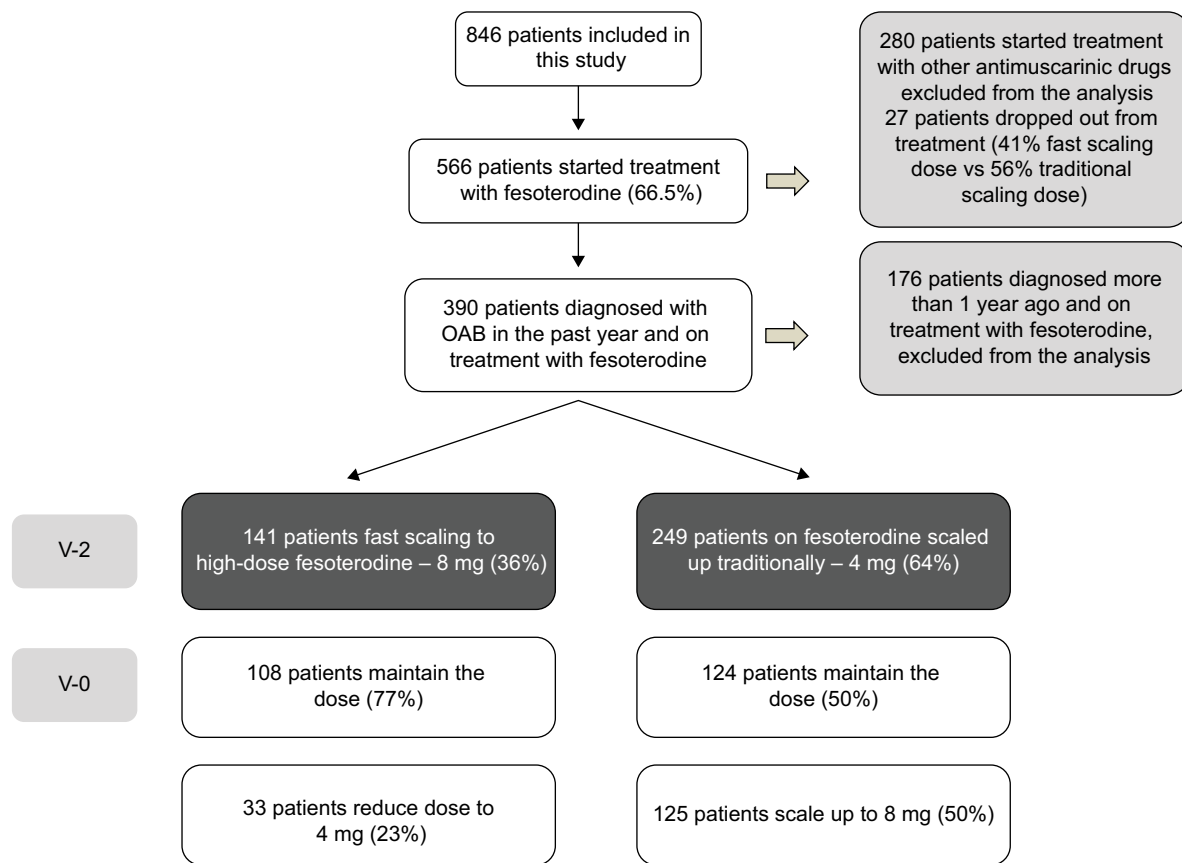 846 patients included in
this study
280 patients started treatment
with other antimuscarinic drugs
excluded from the analysis
27 patients dropped out from
treatment (41% fast scaling
dose vs 56% traditional
scaling dose)
566 patients started treatment
with fesoterodine (66.5%)
390 patients diagnosed with
OAB in the past year and on
treatment with fesoterodine
176 patients diagnosed more
than 1 year ago and on
treatment with fesoterodine,
excluded from the analysis
V-2
141 patients fast scaling to
high-dose fesoterodine – 8 mg (36%)
249 patients on fesoterodine scaled
up traditionally – 4 mg (64%)
V-0
108 patients maintain the
dose (77%)
124 patients maintain the
dose (50%)
33 patients reduce dose to
4 mg (23%)
125 patients scale up to 8 mg (50%)